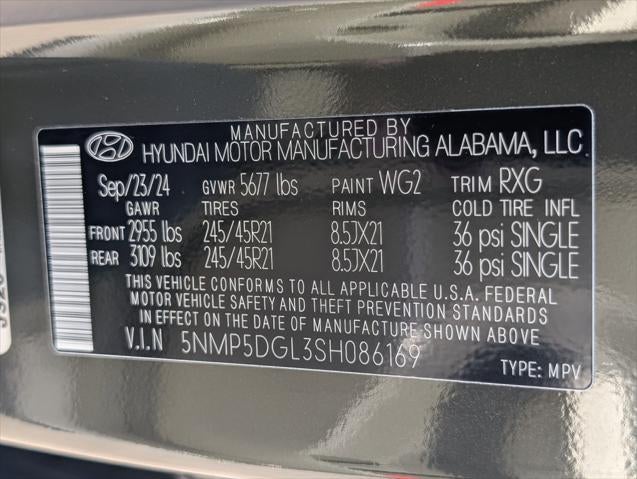 MANUFACTURED BY
HYUNDAI MOTOR MANUFACTURING ALABAMA, LLC
Sep/23/24 GVWR 5677 lbs PAINT WG2 TRIM RXG
GAWR TIRES RIMS COLD TIRE INFL
FRONT 2955 lbs 245/45R21 8.5JX21 36 psi SINGLE
REAR 3109 lbs 245/45R21 8.5JX21 36 psi SINGLE
THIS VEHICLE CONFORMS TO ALL APPLICABLE U.S.A. FEDERAL
MOTOR VEHICLE SAFETY AND THEFT PREVENTION STANDARDS
IN EFFECT ON THE DATE OF MANUFACTURE SHOWN ABOVE.
V.I.N 5NMP5DGL3SH086169
TYPE: MPV